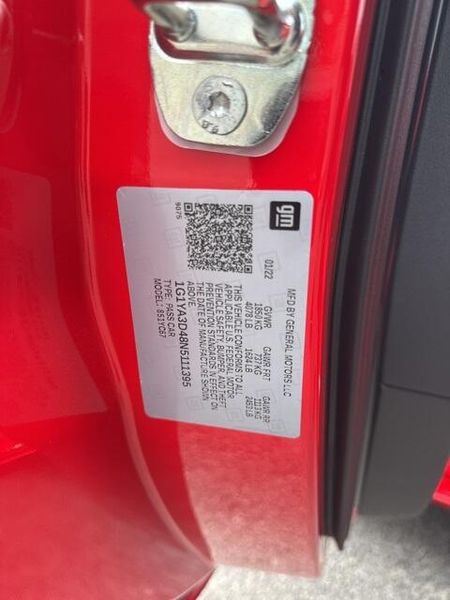 gm
MFD BY GENERAL MOTORS LLC
01/22
GVWR GAWR FRT GAWR RR
1850 KG 737 KG 1113 KG
4078 LB 1624 LB 2453 LB
THIS VEHICLE CONFORMS TO ALL
APPLICABLE U.S. FEDERAL MOTOR
VEHICLE SAFETY, BUMPER, AND THEFT
PREVENTION STANDARDS IN EFFECT ON
THE DATE OF MANUFACTURE SHOWN
ABOVE.
1G1YA3D48N5111395
TYPE: PASS CAR
MODEL: 8S1YC67
9075